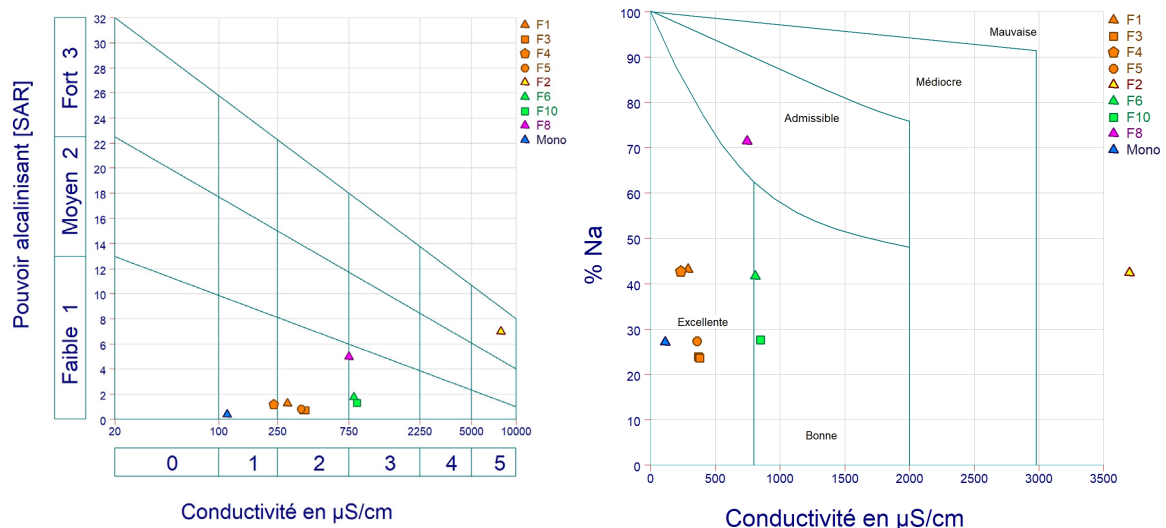 Pouvoir alcalinisant [SAR]
Fort 3
Moyen 2
Faible 1
32
30
28
26
24
22
20
18
16
14
12
10
8
6
4
2
0
20 100 250 750 2250 5000 10000
0 1 2 3 4 5
Conductivité en µS/cm
F1
F3
F4
F5
F2
F6
F10
F8
Mono
% Na
100
90
80
70
60
50
40
30
20
10
0
0 500 1000 1500 2000 2500 3000 3500
Mauvaise
Médiocre
Admissible
Excellente
Bonne
Conductivité en µS/cm
F1
F3
F4
F5
F2
F6
F10
F8
Mono